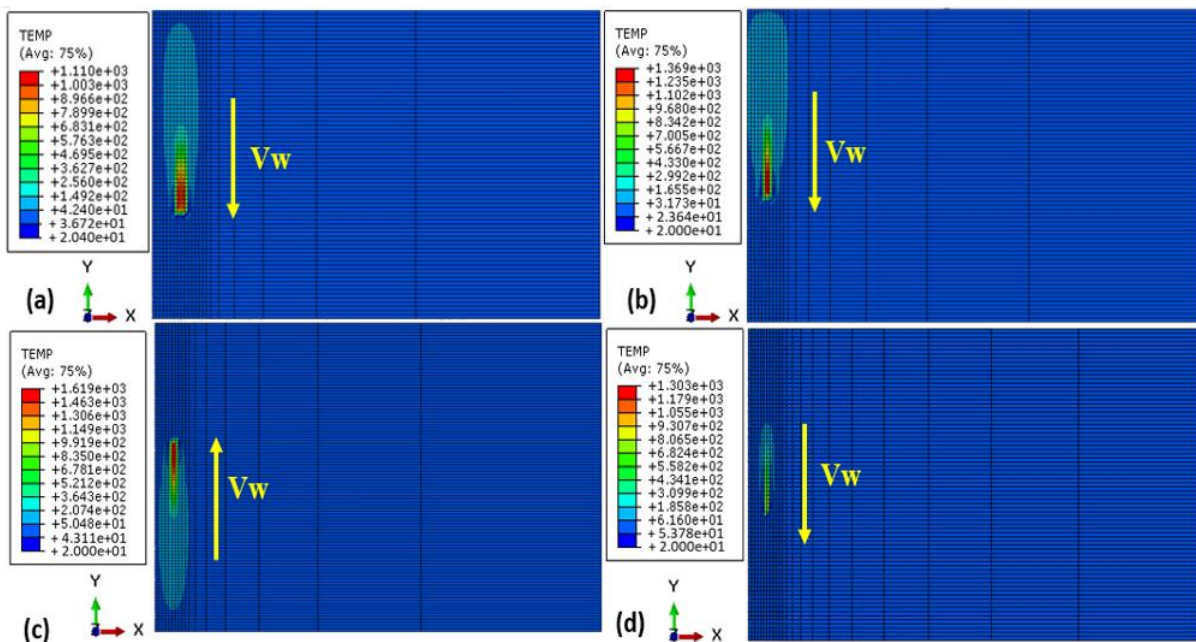 TEMP
(Avg: 75%)
+1.110e+03
+1.003e+03
+8.966e+02
+7.899e+02
+6.831e+02
+5.763e+02
+4.695e+02
+3.627e+02
+2.560e+02
+1.492e+02
+4.240e+01
+3.672e+01
+2.040e+01
Vw
Y
X
Z
(a)
TEMP
(Avg: 75%)
+1.369e+03
+1.235e+03
+1.102e+03
+9.680e+02
+8.342e+02
+7.005e+02
+5.667e+02
+4.330e+02
+2.992e+02
+1.655e+02
+3.173e+01
+2.364e+01
+2.000e+01
Vw
Y
X
Z
(b)
TEMP
(Avg: 75%)
+1.619e+03
+1.463e+03
+1.306e+03
+1.149e+03
+9.919e+02
+8.350e+02
+6.781e+02
+5.212e+02
+3.643e+02
+2.074e+02
+5.048e+01
+4.311e+01
+2.000e+01
Vw
Y
X
Z
(c)
TEMP
(Avg: 75%)
+1.303e+03
+1.179e+03
+1.055e+03
+9.307e+02
+8.065e+02
+6.824e+02
+5.582e+02
+4.341e+02
+3.099e+02
+1.858e+02
+6.160e+01
+5.378e+01
+2.000e+01
Vw
Y
X
Z
(d)